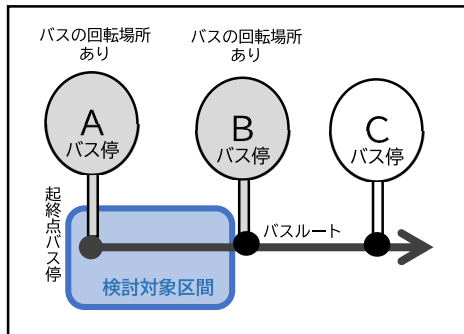 バスの回転場所
あり
バスの回転場所
あり
A
バス停
B
バス停
C
バス停
起終点バス停
バスルート
検討対象区間